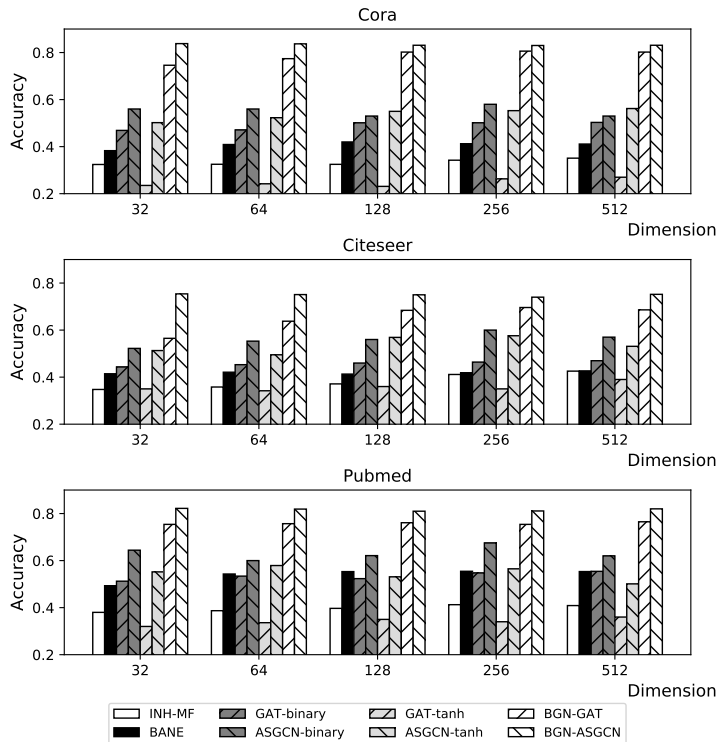 Cora
Accuracy
0.8
0.6
0.4
0.2
32 64 128 256 512
Dimension
Citeseer
Accuracy
0.8
0.6
0.4
0.2
32 64 128 256 512
Dimension
Pubmed
Accuracy
0.8
0.6
0.4
0.2
32 64 128 256 512
Dimension
INH-MF GAT-binary GAT-tanh BGN-GAT
BANE ASGCN-binary ASGCN-tanh BGN-ASGCN